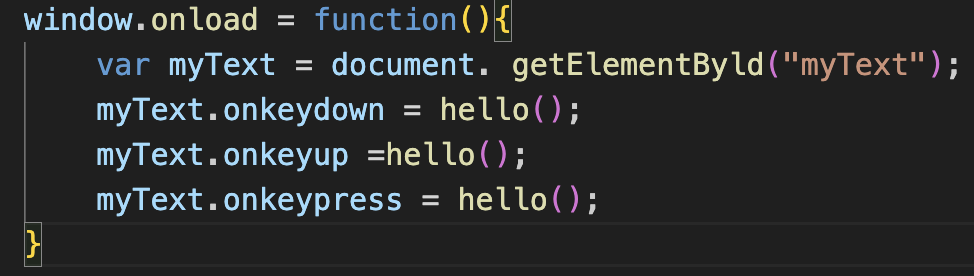 window.onload = function(){
var myText = document. getElementByld("myText");
myText.onkeydown = hello();
myText.onkeyup =hello();
myText.onkeypress = hello();
}